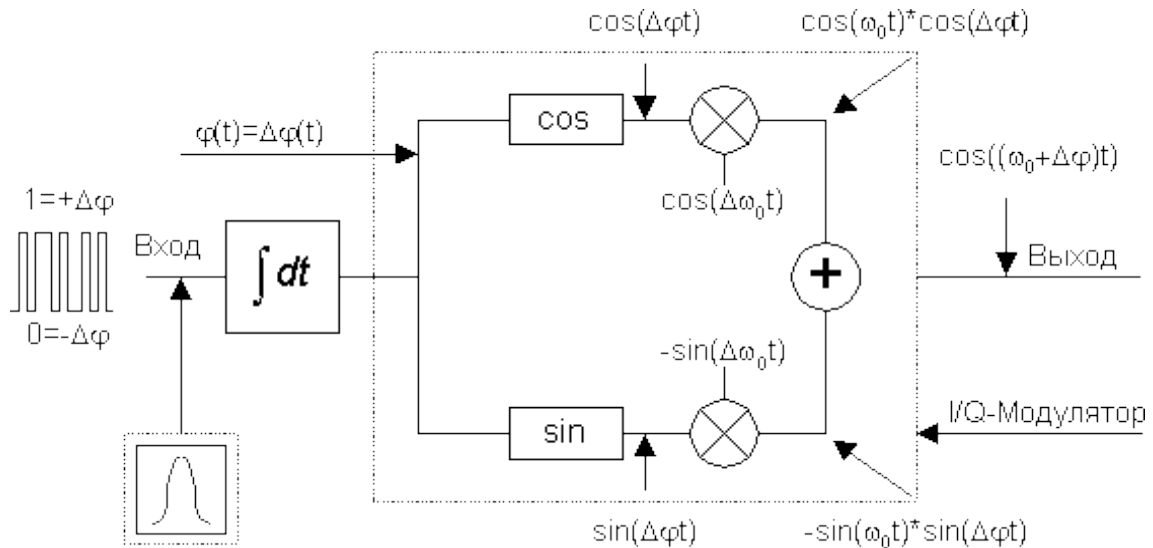 cos(Δφt)
cos(ω₀t)*cos(Δφt)
cos
φ(t)=Δφ(t)
cos((ω₀+Δφ)t)
1=+Δφ
cos(Δω₀t)
Вход
∫dt
+
Выход
0=-Δφ
-sin(Δω₀t)
I/Q-Модулятор
sin
sin(Δφt)
-sin(ω₀t)*sin(Δφt)